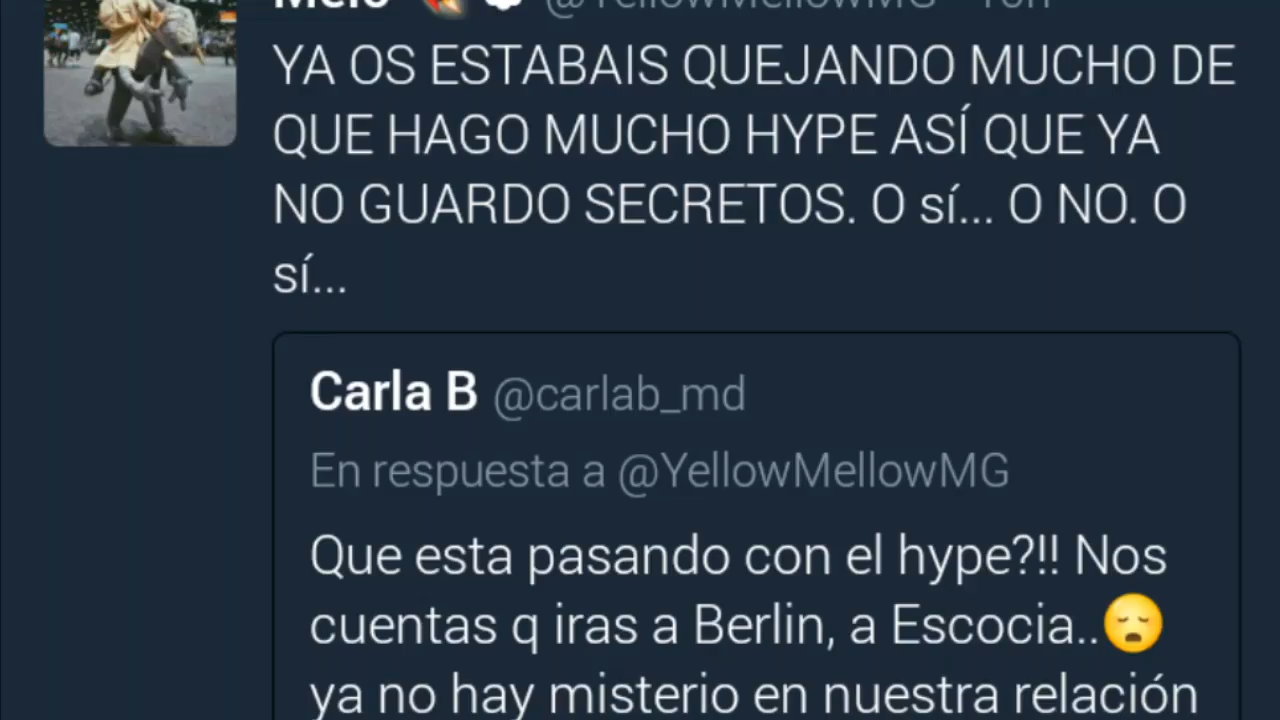 Melo @YellowMellowMG
YA OS ESTABAIS QUEJANDO MUCHO DE
QUE HAGO MUCHO HYPE ASÍ QUE YA
NO GUARDO SECRETOS. O sí... O NO. O
sí...
Carla B @carlab_md
En respuesta a @YellowMellowMG
Que esta pasando con el hype?!! Nos
cuentas q iras a Berlin, a Escocia..😳
ya no hay misterio en nuestra relación